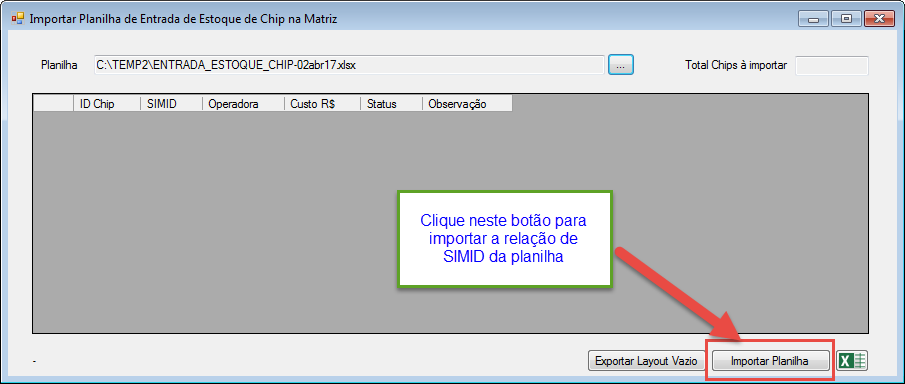 Importar Planilha de Entrada de Estoque de Chip na Matriz
Planilha C:\TEMP2\ENTRADA_ESTOQUE_CHIP-02abr17.xlsx ... Total Chips à importar
ID Chip SIMID Operadora Custo R$ Status Observação
Clique neste botão para
importar a relação de
SIMID da planilha
- Exportar Layout Vazio Importar Planilha